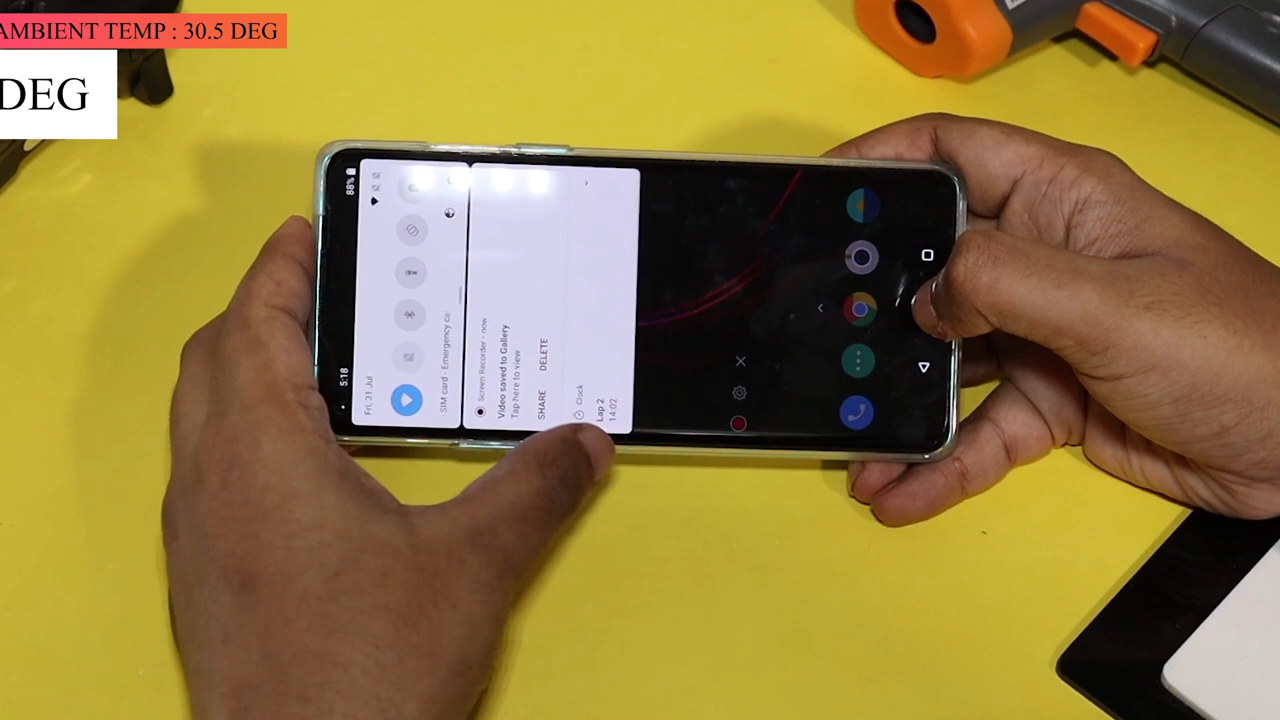 AMBIENT TEMP : 30.5 DEG
DEG
5:18
88%
Fri, 31 Jul
SIM card - Emergency ca
Screen Recorder • now
Video saved to Gallery
Tap here to view
SHARE DELETE
Clock
Lap 2
14:02